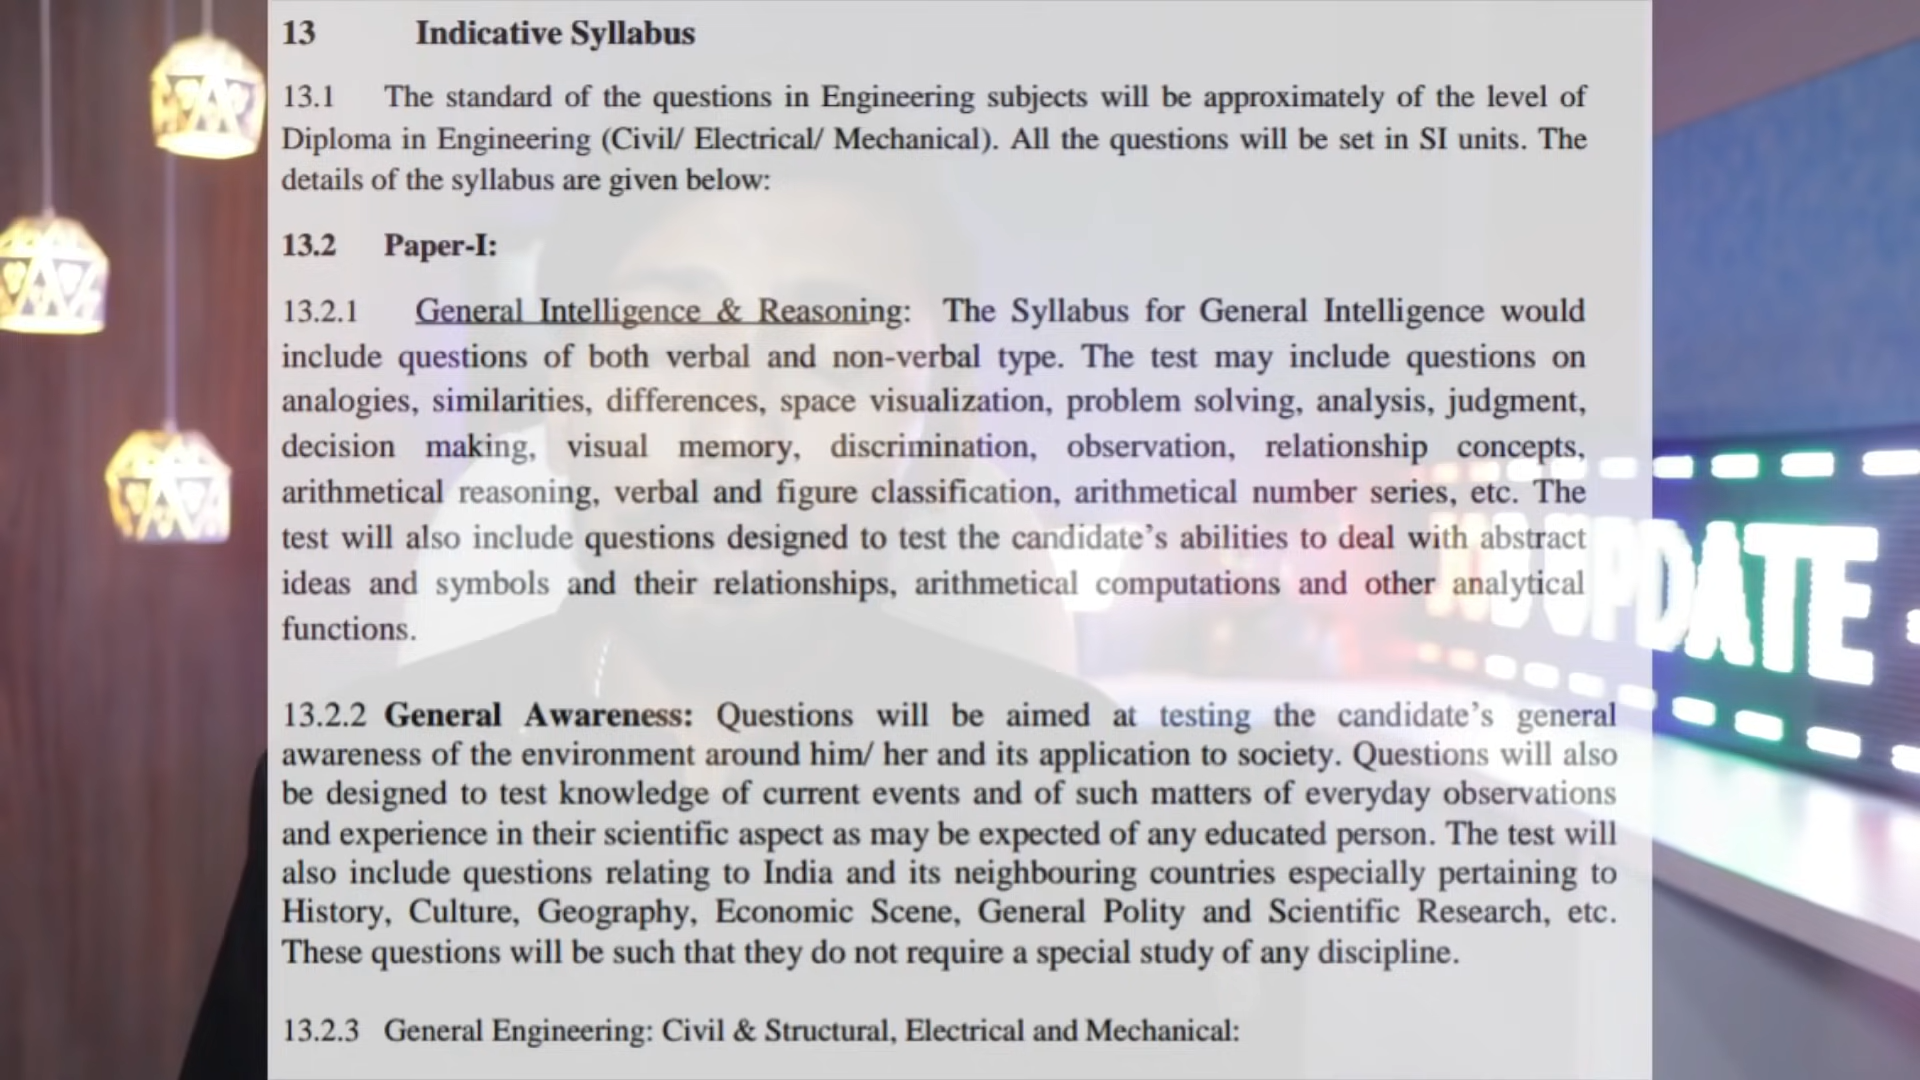 13 Indicative Syllabus
13.1 The standard of the questions in Engineering subjects will be approximately of the level of
Diploma in Engineering (Civil/ Electrical/ Mechanical). All the questions will be set in SI units. The
details of the syllabus are given below:
13.2 Paper-I:
13.2.1 General Intelligence & Reasoning: The Syllabus for General Intelligence would
include questions of both verbal and non-verbal type. The test may include questions on
analogies, similarities, differences, space visualization, problem solving, analysis, judgment,
decision making, visual memory, discrimination, observation, relationship concepts,
arithmetical reasoning, verbal and figure classification, arithmetical number series, etc. The
test will also include questions designed to test the candidate's abilities to deal with abstract
ideas and symbols and their relationships, arithmetical computations and other analytical
functions.
13.2.2 General Awareness: Questions will be aimed at testing the candidate's general
awareness of the environment around him/ her and its application to society. Questions will also
be designed to test knowledge of current events and of such matters of everyday observations
and experience in their scientific aspect as may be expected of any educated person. The test will
also include questions relating to India and its neighbouring countries especially pertaining to
History, Culture, Geography, Economic Scene, General Polity and Scientific Research, etc.
These questions will be such that they do not require a special study of any discipline.
13.2.3 General Engineering: Civil & Structural, Electrical and Mechanical:
UPDATE